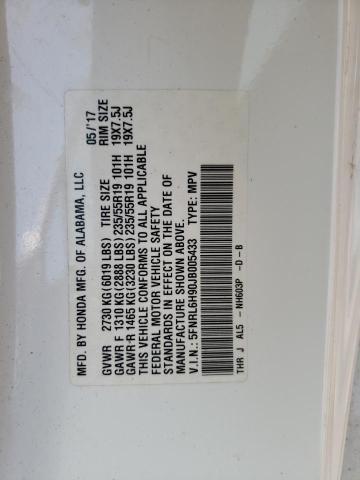 MFD. BY HONDA MFG. OF ALABAMA, LLC 05/'17
GVWR 2730 KG(6019 LBS) TIRE SIZE RIM SIZE
GAWR F 1310 KG(2888 LBS)235/55R19 101H 19X7.5J
GAWR-R 1465 KG(3230 LBS)235/55R19 101H 19X7.5J
THIS VEHICLE CONFORMS TO ALL APPLICABLE
FEDERAL MOTOR VEHICLE SAFETY
STANDARDS IN EFFECT ON THE DATE OF
MANUFACTURE SHOWN ABOVE.
V.I.N.: 5FNRL6H90JB005433 TYPE: MPV
THR J AL5 - NH603P -D -B